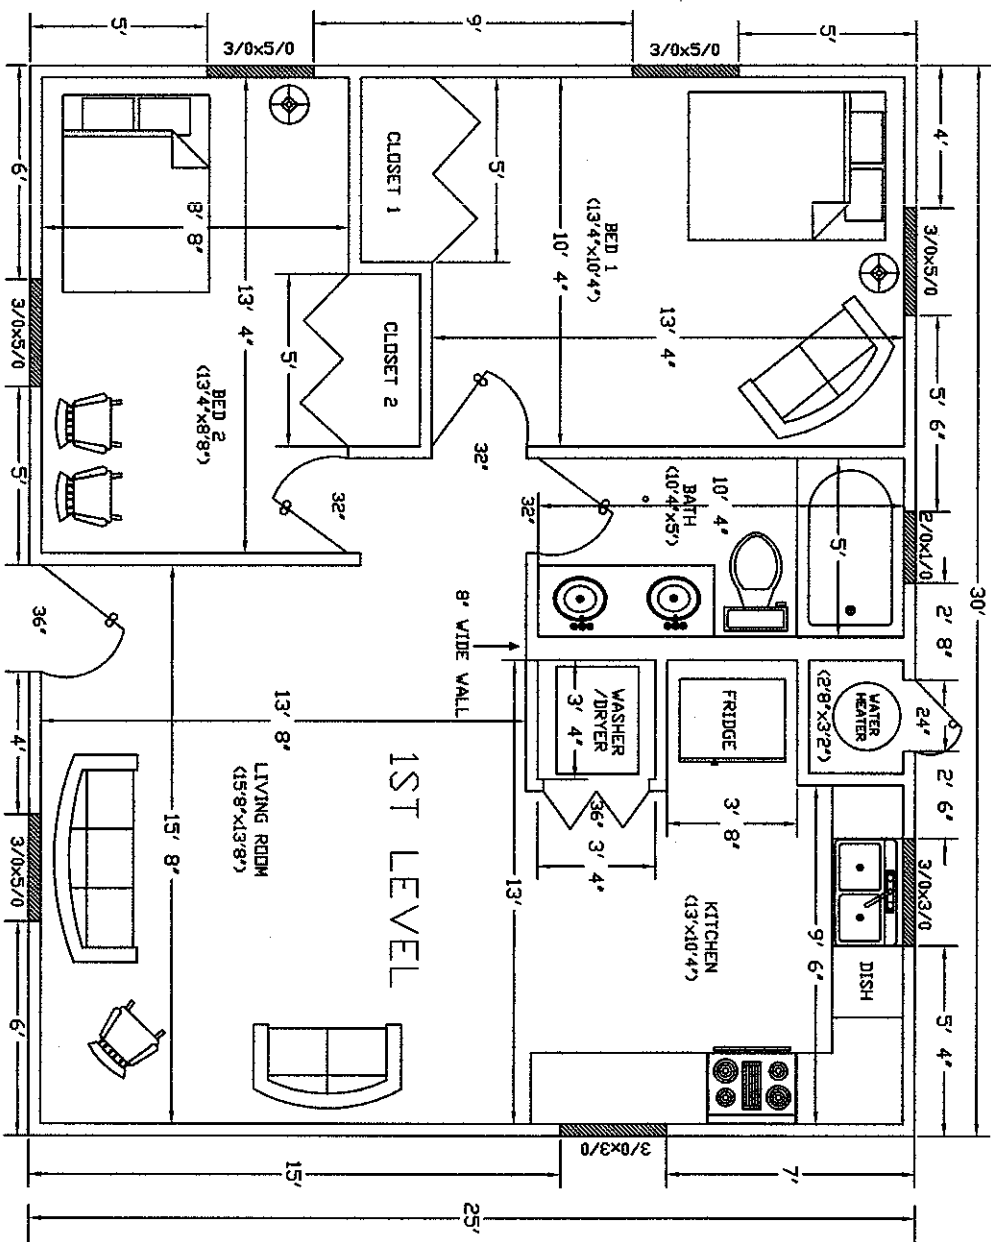 5'
9'
5'
3/0x5/0
3/0x5/0
30'
4'
3/0x5/0
5' 6"
2/0x1/0
2' 8"
24"
2' 6"
3/0x3/0
5' 4"
6'
3/0x5/0
5'
36"
4'
3/0x5/0
6'
CLOSET 1
5'
BED 1
(13'4"x10'4")
10' 4"
13' 4"
8' 8"
13' 4"
BED 2
(13'4"x8'8")
CLOSET 2
5'
32"
32"
32"
BATH
(10'4"x5')
10' 4"
5'
8" WIDE WALL
WASHER
/DRYER
3' 4"
FRIDGE
WATER
HEATER
(2'8"x3'2")
36"
3' 4"
3' 8"
13' 8"
LIVING ROOM
(15'8"x13'8")
15' 8"
1ST LEVEL
13'
KITCHEN
(13'x10'4")
9' 6"
DISH
3/0x3/0
15'
7'
25'